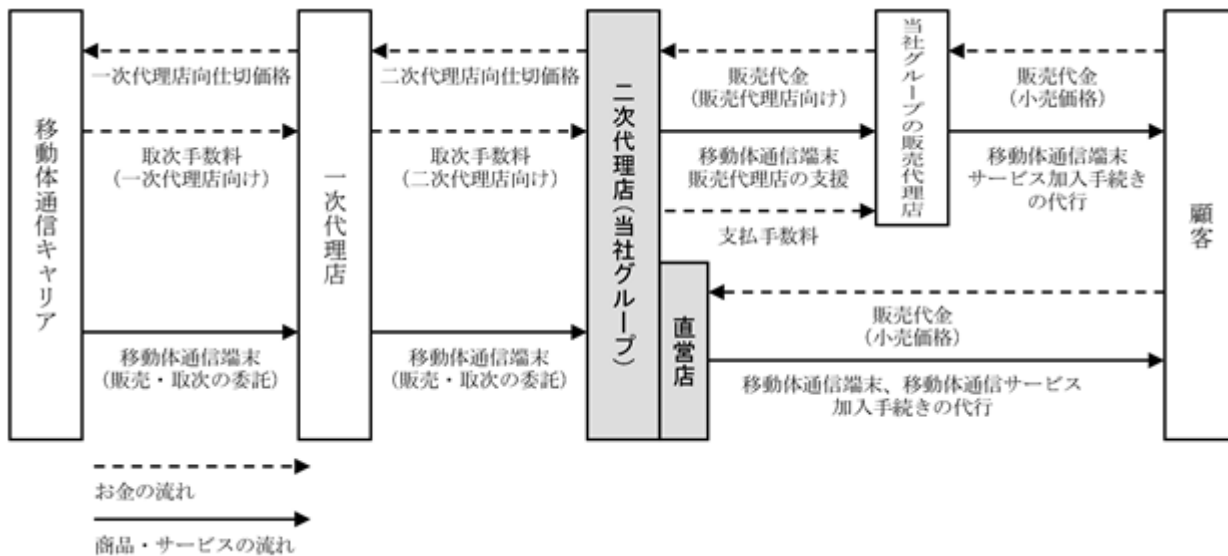 移動体通信キャリア
一次代理店向仕切価格
取次手数料
(一次代理店向け)
移動体通信端末
(販売・取次の委託)
一次代理店
二次代理店向仕切価格
取次手数料
(二次代理店向け)
移動体通信端末
(販売・取次の委託)
二次代理店(当社グループ)
直営店
販売代金
(販売代理店向け)
移動体通信端末
販売代理店の支援
支払手数料
当社グループの販売代理店
販売代金
(小売価格)
移動体通信端末
サービス加入手続き
の代行
販売代金
(小売価格)
移動体通信端末、移動体通信サービス
加入手続きの代行
顧客
お金の流れ
商品・サービスの流れ